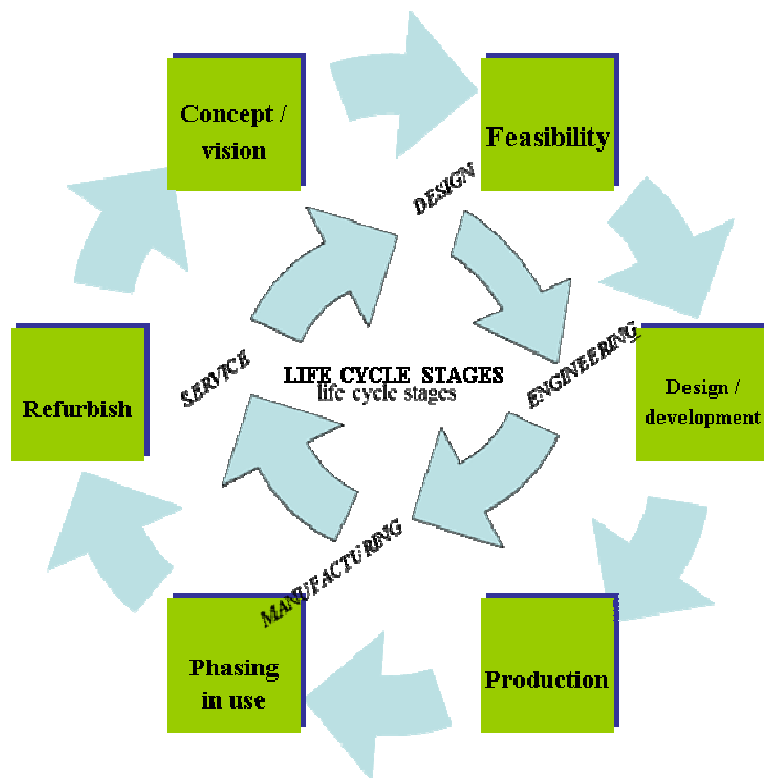 Concept /
vision
Feasibility
DESIGN
SERVICE
LIFE CYCLE STAGES
life cycle stages
ENGINEERING
Refurbish
Design /
development
MANUFACTURING
Phasing
in use
Production